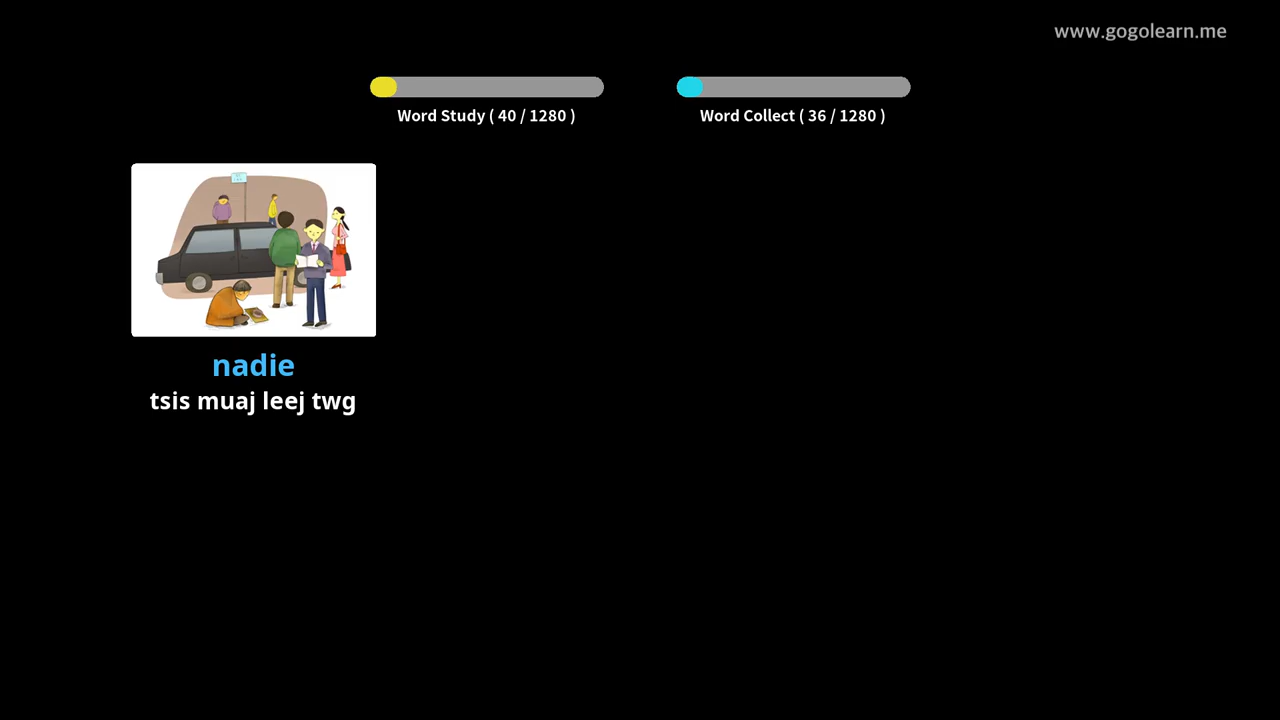 www.gogolearn.me
Word Study ( 40 / 1280 )
Word Collect ( 36 / 1280 )
nadie
tsis muaj leej twg